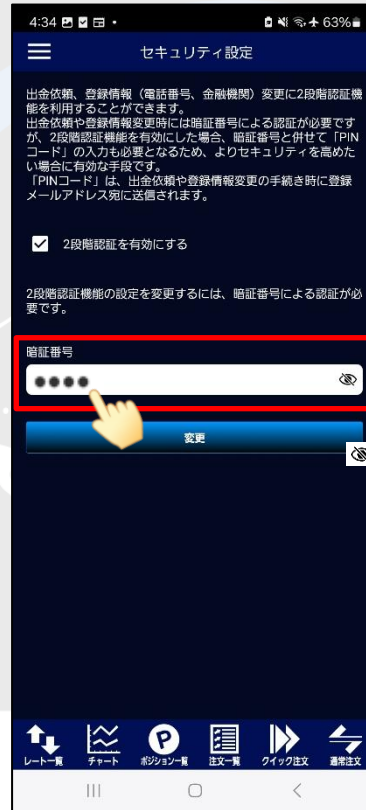 4:34
63%
セキュリティ設定
出金依頼、登録情報（電話番号、金融機関）変更に2段階認証機
能を利用することができます。
出金依頼や登録情報変更時には暗証番号による認証が必要です
が、2段階認証機能を有効にした場合、暗証番号と併せて「PIN
コード」の入力も必要となるため、よりセキュリティを高めた
い場合に有効な手段です。
「PINコード」は、出金依頼や登録情報変更の手続き時に登録
メールアドレス宛に送信されます。
2段階認証を有効にする
2段階認証機能の設定を変更するには、暗証番号による認証が必
要です。
暗証番号
変更
レート一覧 チャート ポジション一覧 注文一覧 クイック注文 通常注文